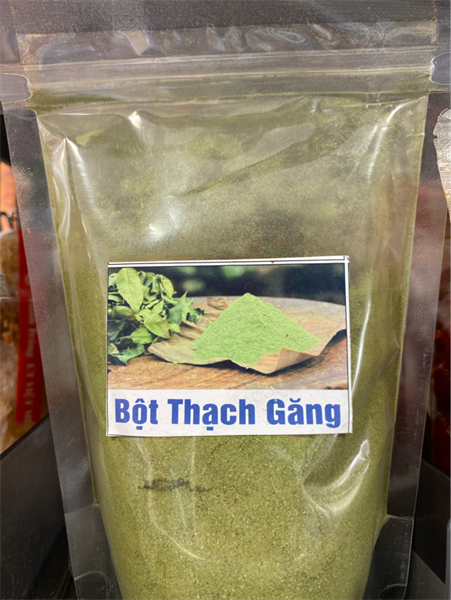 Bột Thạch Găng